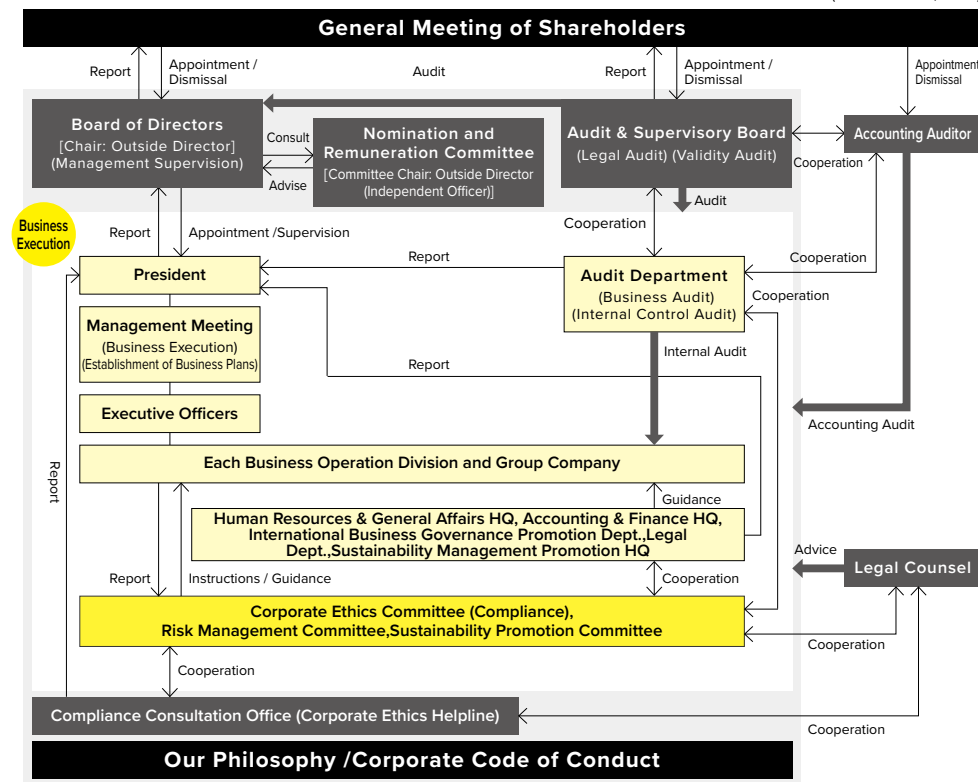 General Meeting of Shareholders
Report
Appointment /
Dismissal
Audit
Report
Appointment /
Dismissal
Appointment
Dismissal
Board of Directors
[Chair: Outside Director]
(Management Supervision)
Consult
Advise
Nomination and
Remuneration Committee
[Committee Chair: Outside Director
(Independent Officer)]
Audit & Supervisory Board
(Legal Audit) (Validity Audit)
Cooperation
Accounting Auditor
Audit
Business
Execution
Report
Appointment /Supervision
Cooperation
Cooperation
President
Report
Audit Department
(Business Audit)
(Internal Control Audit)
Cooperation
Management Meeting
(Business Execution)
(Establishment of Business Plans)
Report
Internal Audit
Executive Officers
Accounting Audit
Report
Each Business Operation Division and Group Company
Guidance
Human Resources & General Affairs HQ, Accounting & Finance HQ,
International Business Governance Promotion Dept.,Legal
Dept.,Sustainability Management Promotion HQ
Advice
Legal Counsel
Report
Instructions / Guidance
Cooperation
Corporate Ethics Committee (Compliance),
Risk Management Committee,Sustainability Promotion Committee
Cooperation
Cooperation
Compliance Consultation Office (Corporate Ethics Helpline)
Cooperation
Our Philosophy /Corporate Code of Conduct